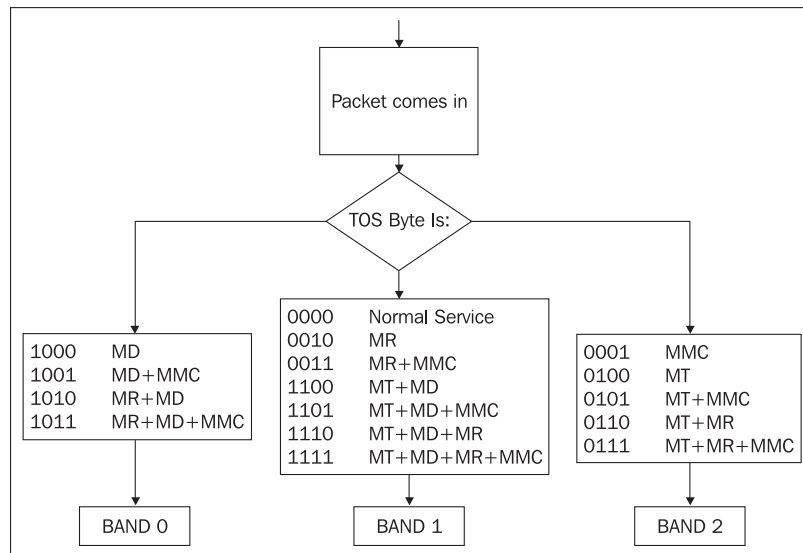 Packet comes in
TOS Byte Is:
1000 MD
1001 MD+MMC
1010 MR+MD
1011 MR+MD+MMC
0000 Normal Service
0010 MR
0011 MR+MMC
1100 MT+MD
1101 MT+MD+MMC
1110 MT+MD+MR
1111 MT+MD+MR+MMC
0001 MMC
0100 MT
0101 MT+MMC
0110 MT+MR
0111 MT+MR+MMC
BAND 0
BAND 1
BAND 2